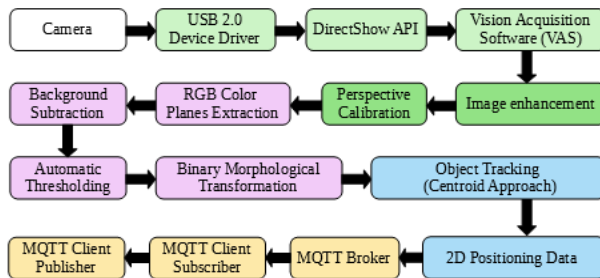 Camera
USB 2.0
Device Driver
DirectShow API
Vision Acquisition
Software (VAS)
Background
Subtraction
RGB Color
Planes Extraction
Perspective
Calibration
Image enhancement
Automatic
Thresholding
Binary Morphological
Transformation
Object Tracking
(Centroid Approach)
MQTT Client
Publisher
MQTT Client
Subscriber
MQTT Broker
2D Positioning Data